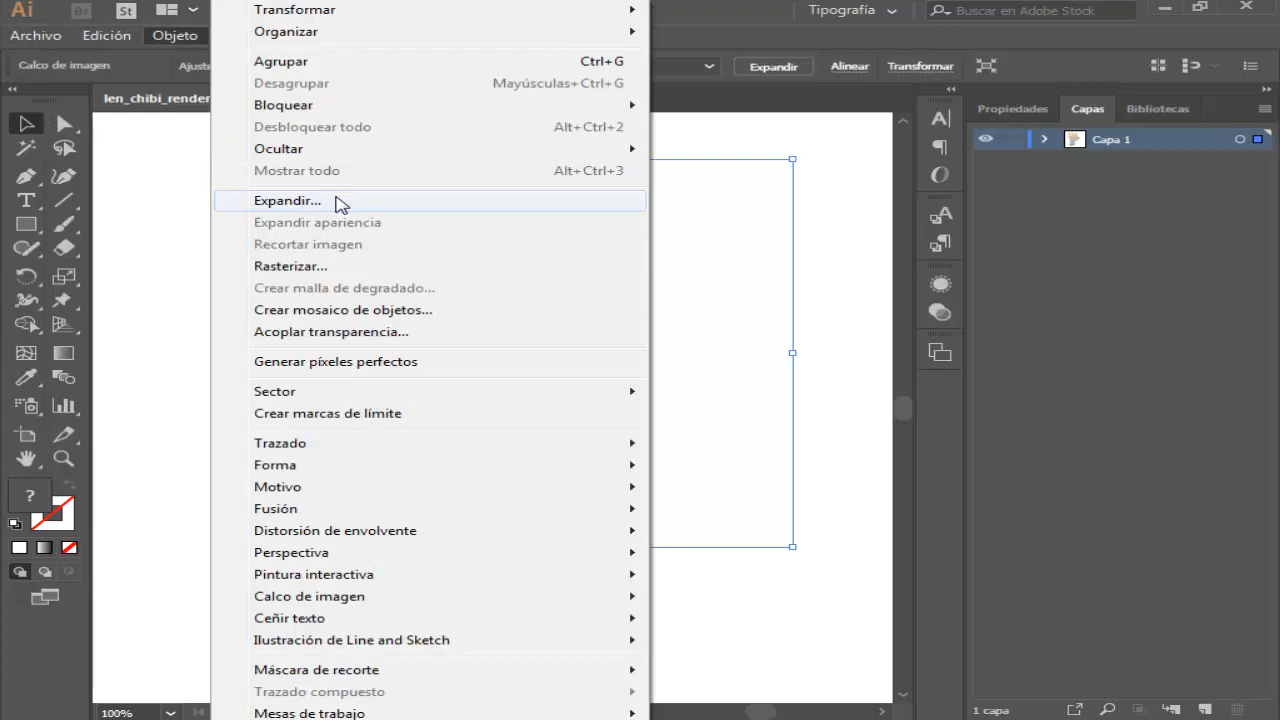 Ai Br St Tipografía Buscar en Adobe Stock
Archivo Edición Objeto
Calco de imagen Ajuste Expandir Alinear Transformar
len_chibi_render
Propiedades Capas Bibliotecas
Capa 1
Transformar
Organizar
Agrupar Ctrl+G
Desagrupar Mayúsculas+Ctrl+G
Bloquear
Desbloquear todo Alt+Ctrl+2
Ocultar
Mostrar todo Alt+Ctrl+3
Expandir...
Expandir apariencia
Recortar imagen
Rasterizar...
Crear malla de degradado...
Crear mosaico de objetos...
Acoplar transparencia...
Generar píxeles perfectos
Sector
Crear marcas de límite
Trazado
Forma
Motivo
Fusión
Distorsión de envolvente
Perspectiva
Pintura interactiva
Calco de imagen
Ceñir texto
Ilustración de Line and Sketch
Máscara de recorte
Trazado compuesto
Mesas de trabajo
?
100%
1 capa